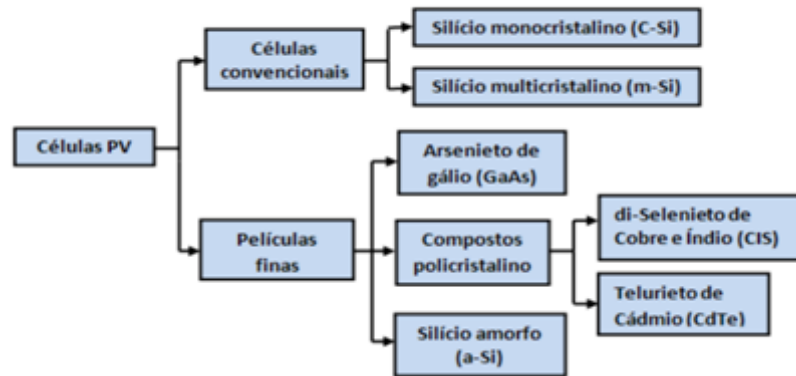 Células PV
Células
convencionais
Silício monocristalino (C-Si)
Silício multicristalino (m-Si)
Películas
finas
Arsenieto de
gálio (GaAs)
Compostos
policristalino
di-Selenieto de
Cobre e Índio (CIS)
Telurieto de
Cádmio (CdTe)
Silício amorfo
(a-Si)